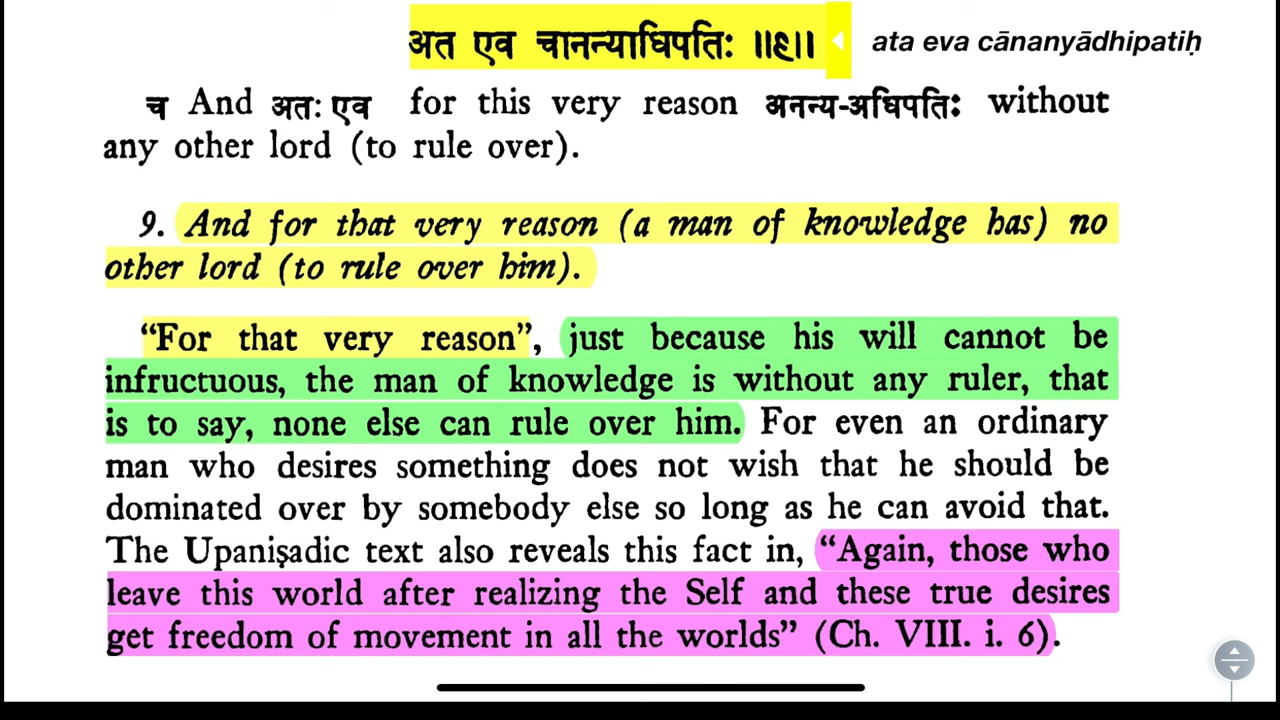 अत एव चानन्याधिपतिः ॥९॥ ata eva cānanyādhipatiḥ
च And अतः एव for this very reason अनन्य-अधिपतिः without
any other lord (to rule over).
9. And for that very reason (a man of knowledge has) no
other lord (to rule over him).
“For that very reason”, just because his will cannot be
infructuous, the man of knowledge is without any ruler, that
is to say, none else can rule over him. For even an ordinary
man who desires something does not wish that he should be
dominated over by somebody else so long as he can avoid that.
The Upaniṣadic text also reveals this fact in, “Again, those who
leave this world after realizing the Self and these true desires
get freedom of movement in all the worlds” (Ch. VIII. i. 6).